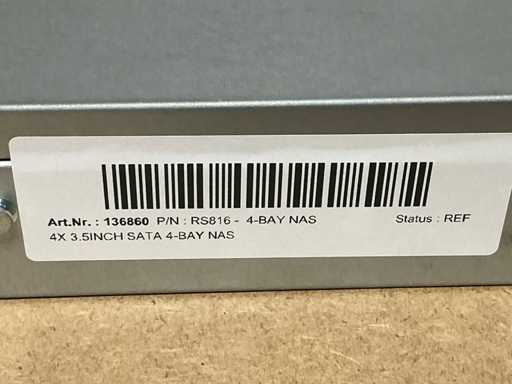 Art.Nr. : 136860 P/N : RS816 - 4-BAY NAS Status : REF
4X 3.5INCH SATA 4-BAY NAS